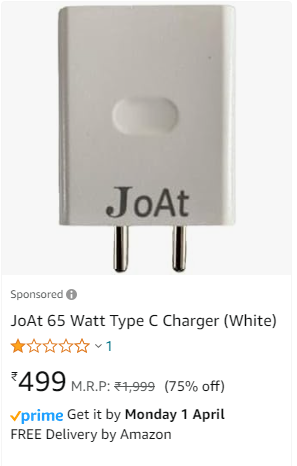 JoAt
Sponsored
JoAt 65 Watt Type C Charger (White)
1
₹499 M.R.P: ₹1,999 (75% off)
prime Get it by Monday 1 April
FREE Delivery by Amazon